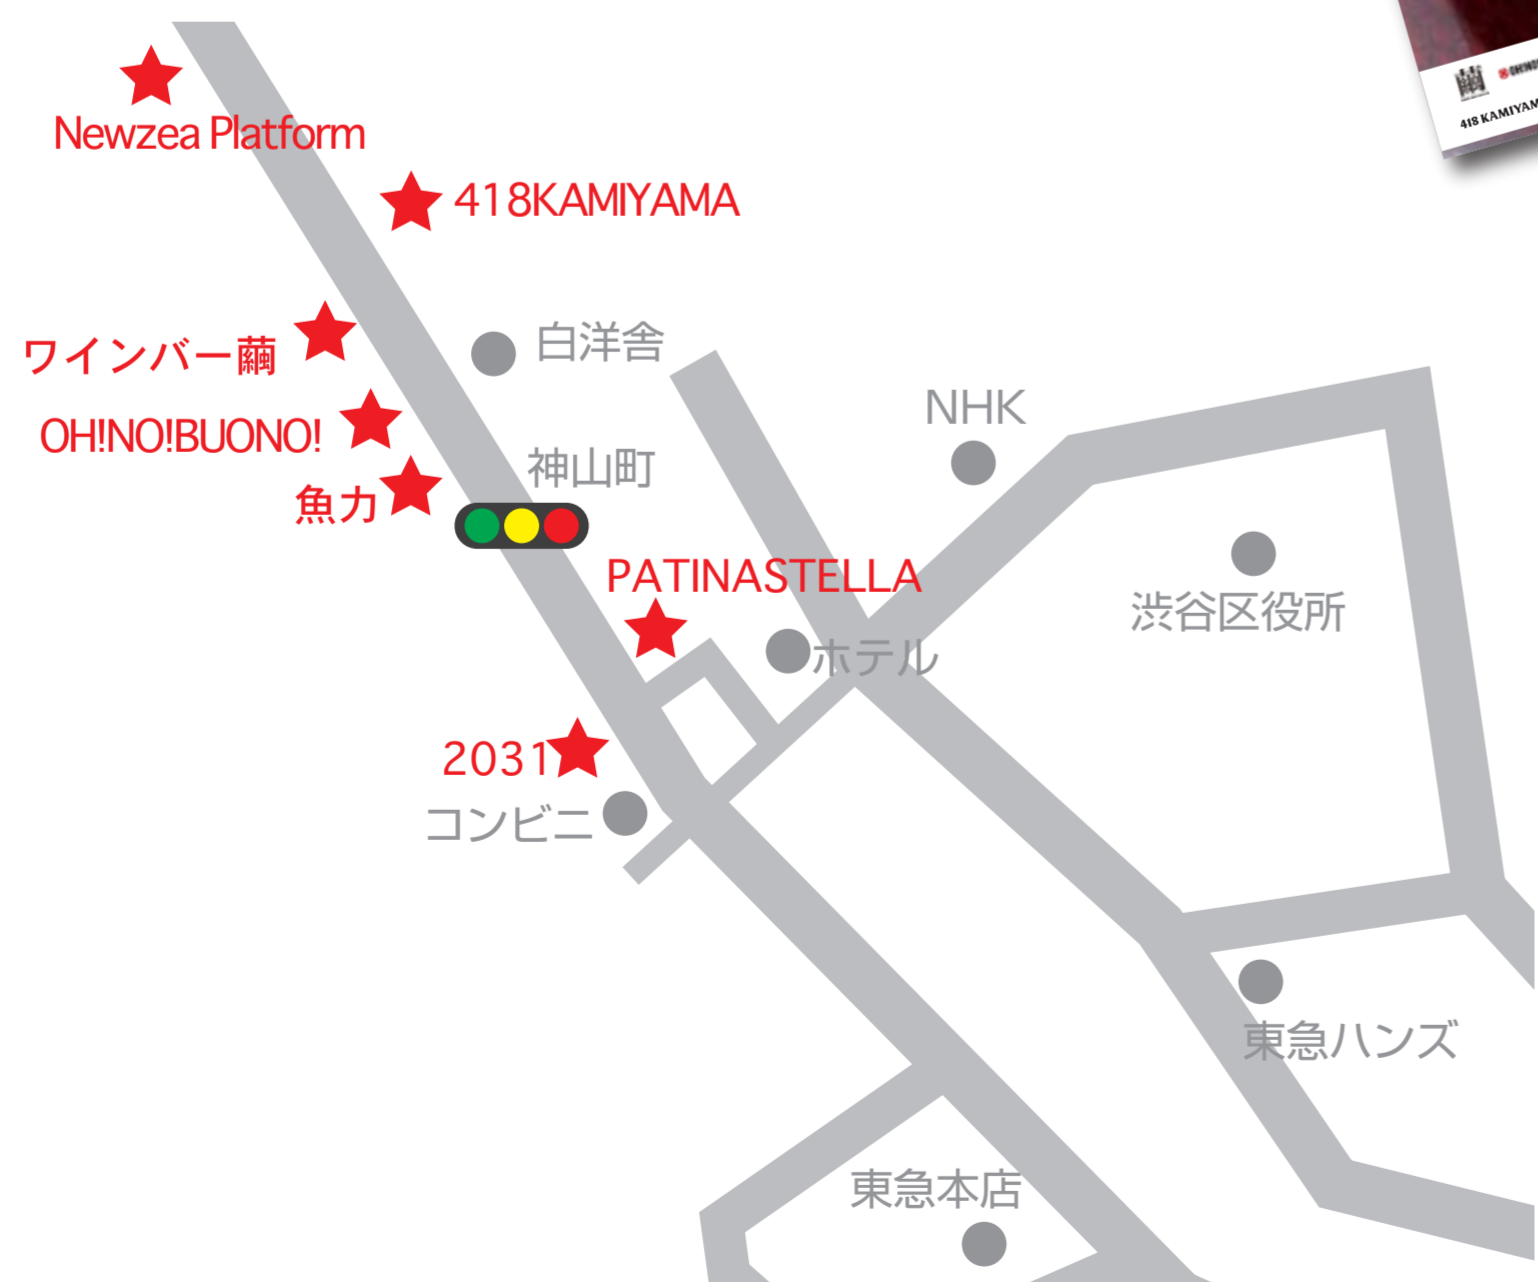 Newzea Platform
418KAMIYAMA
ワインバー繭
白洋舎
OH!NO!BUONO!
NHK
神山町
魚力
PATINASTELLA
渋谷区役所
ホテル
2031
コンビニ
東急ハンズ
東急本店